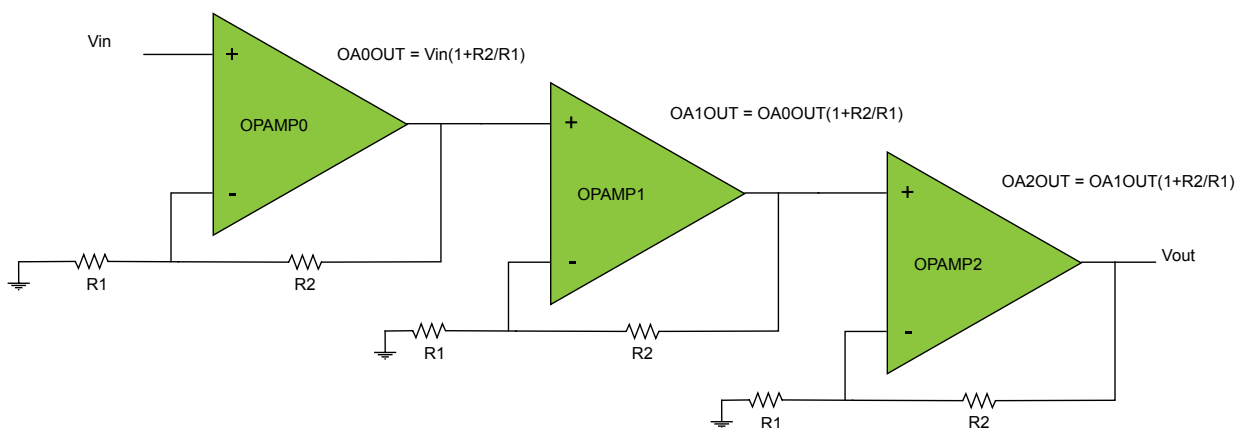 Vin
+
OA0OUT = Vin(1+R2/R1)
OPAMP0
-
R1
R2
+
OA1OUT = OA0OUT(1+R2/R1)
OPAMP1
-
R1
R2
+
OA2OUT = OA1OUT(1+R2/R1)
OPAMP2
-
Vout
R1
R2